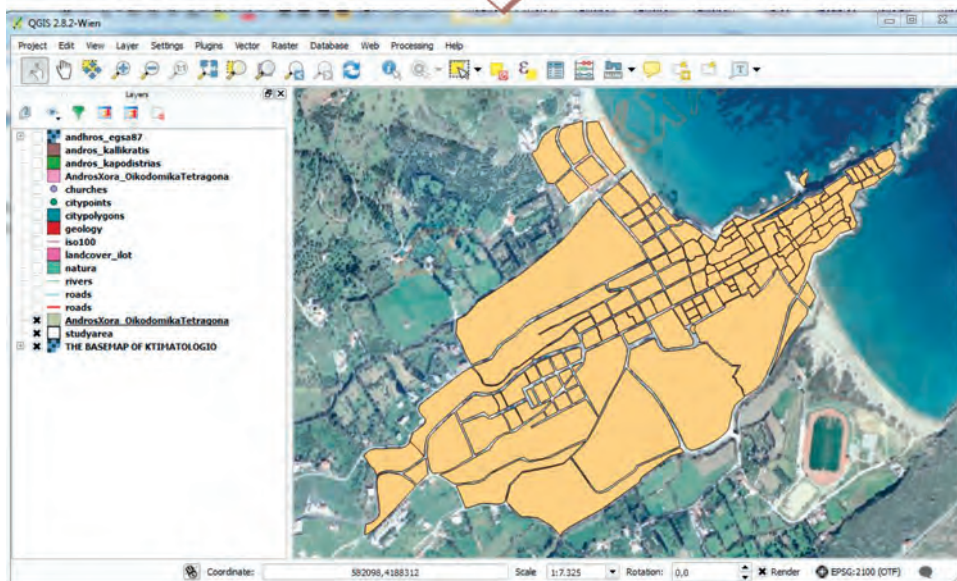 QGIS 2.8.2-Wien
Project Edit View Layer Settings Plugins Vector Raster Database Web Processing Help
Layers
andhros_egsa87
andros_kallikratis
andros_kapodistrias
AndrosXora_OikodomikaTetragona
churches
citypoints
citypolygons
geology
iso100
landcover_ilot
natura
rivers
roads
roads
AndrosXora_OikodomikaTetragona
studyarea
THE BASEMAP OF KTIMATOLOGIO
Coordinate: 582098,4188312 Scale 1:7.325 Rotation: 0,0 Render EPSG:2100 (OTF)